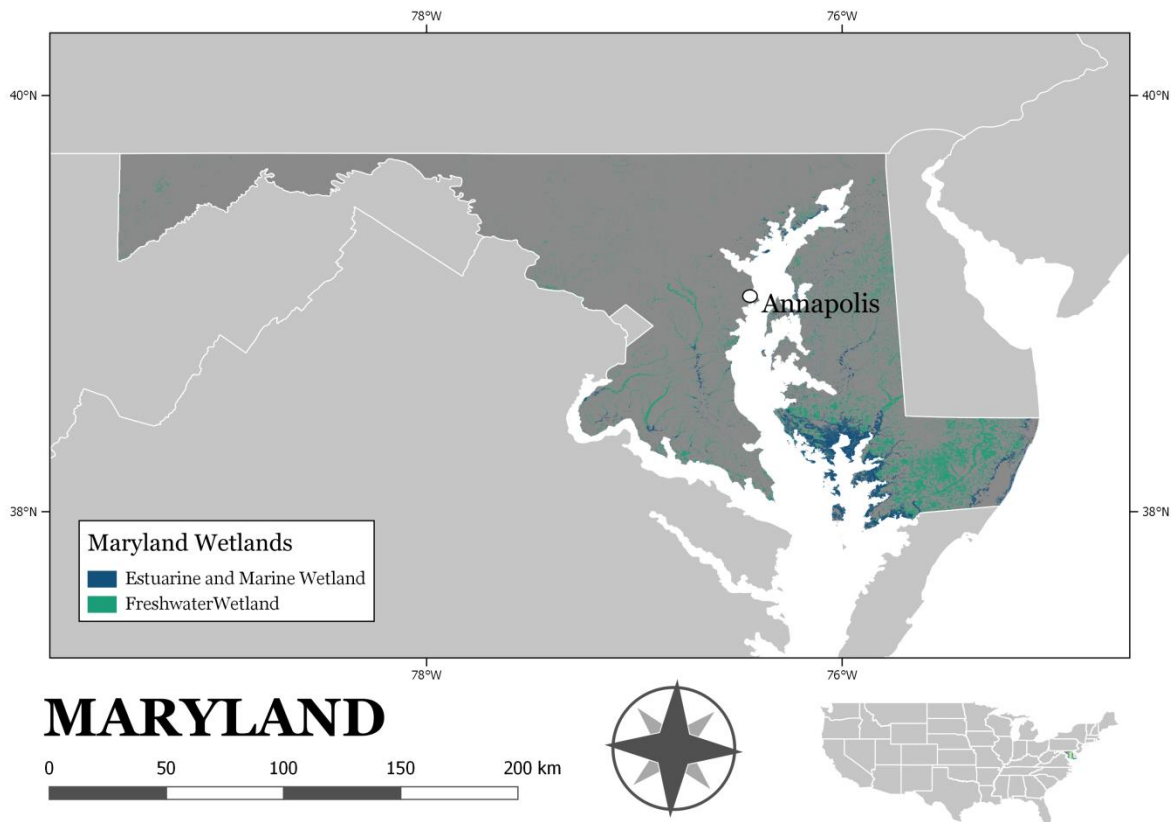 78°W 76°W
40°N 40°N
Annapolis
38°N 38°N
Maryland Wetlands
Estuarine and Marine Wetland
FreshwaterWetland
78°W 76°W
MARYLAND
0 50 100 150 200 km